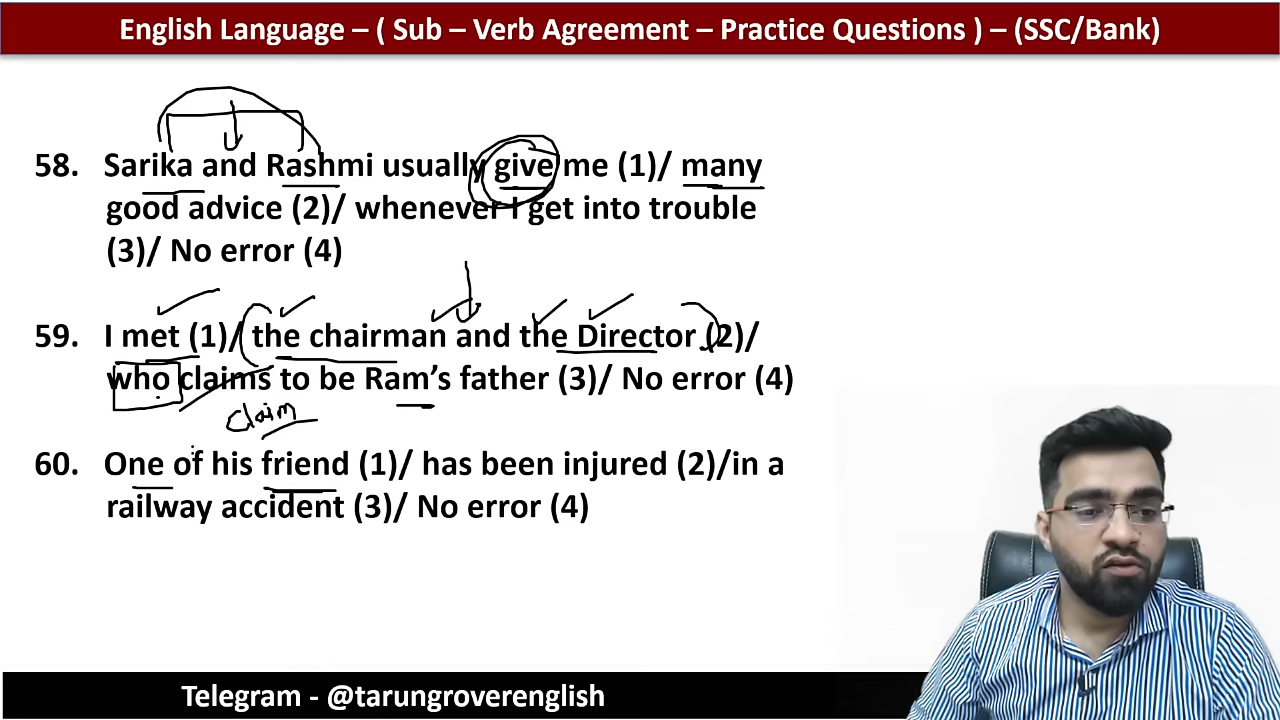 English Language – ( Sub – Verb Agreement – Practice Questions ) – (SSC/Bank)
58. Sarika and Rashmi usually give me (1)/ many
good advice (2)/ whenever I get into trouble
(3)/ No error (4)
59. I met (1)/ the chairman and the Director (2)/
who claims to be Ram's father (3)/ No error (4)
Claim
60. One of his friend (1)/ has been injured (2)/in a
railway accident (3)/ No error (4)
Telegram - @tarungroverenglish